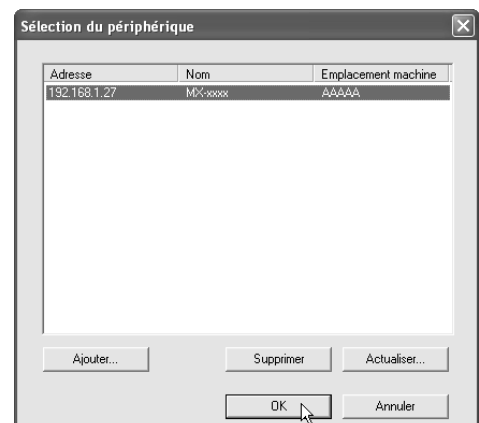 Sélection du périphérique
Adresse Nom Emplacement machine
192.168.1.27 MX-xxxx AAAAA
Ajouter... Supprimer Actualiser...
OK Annuler